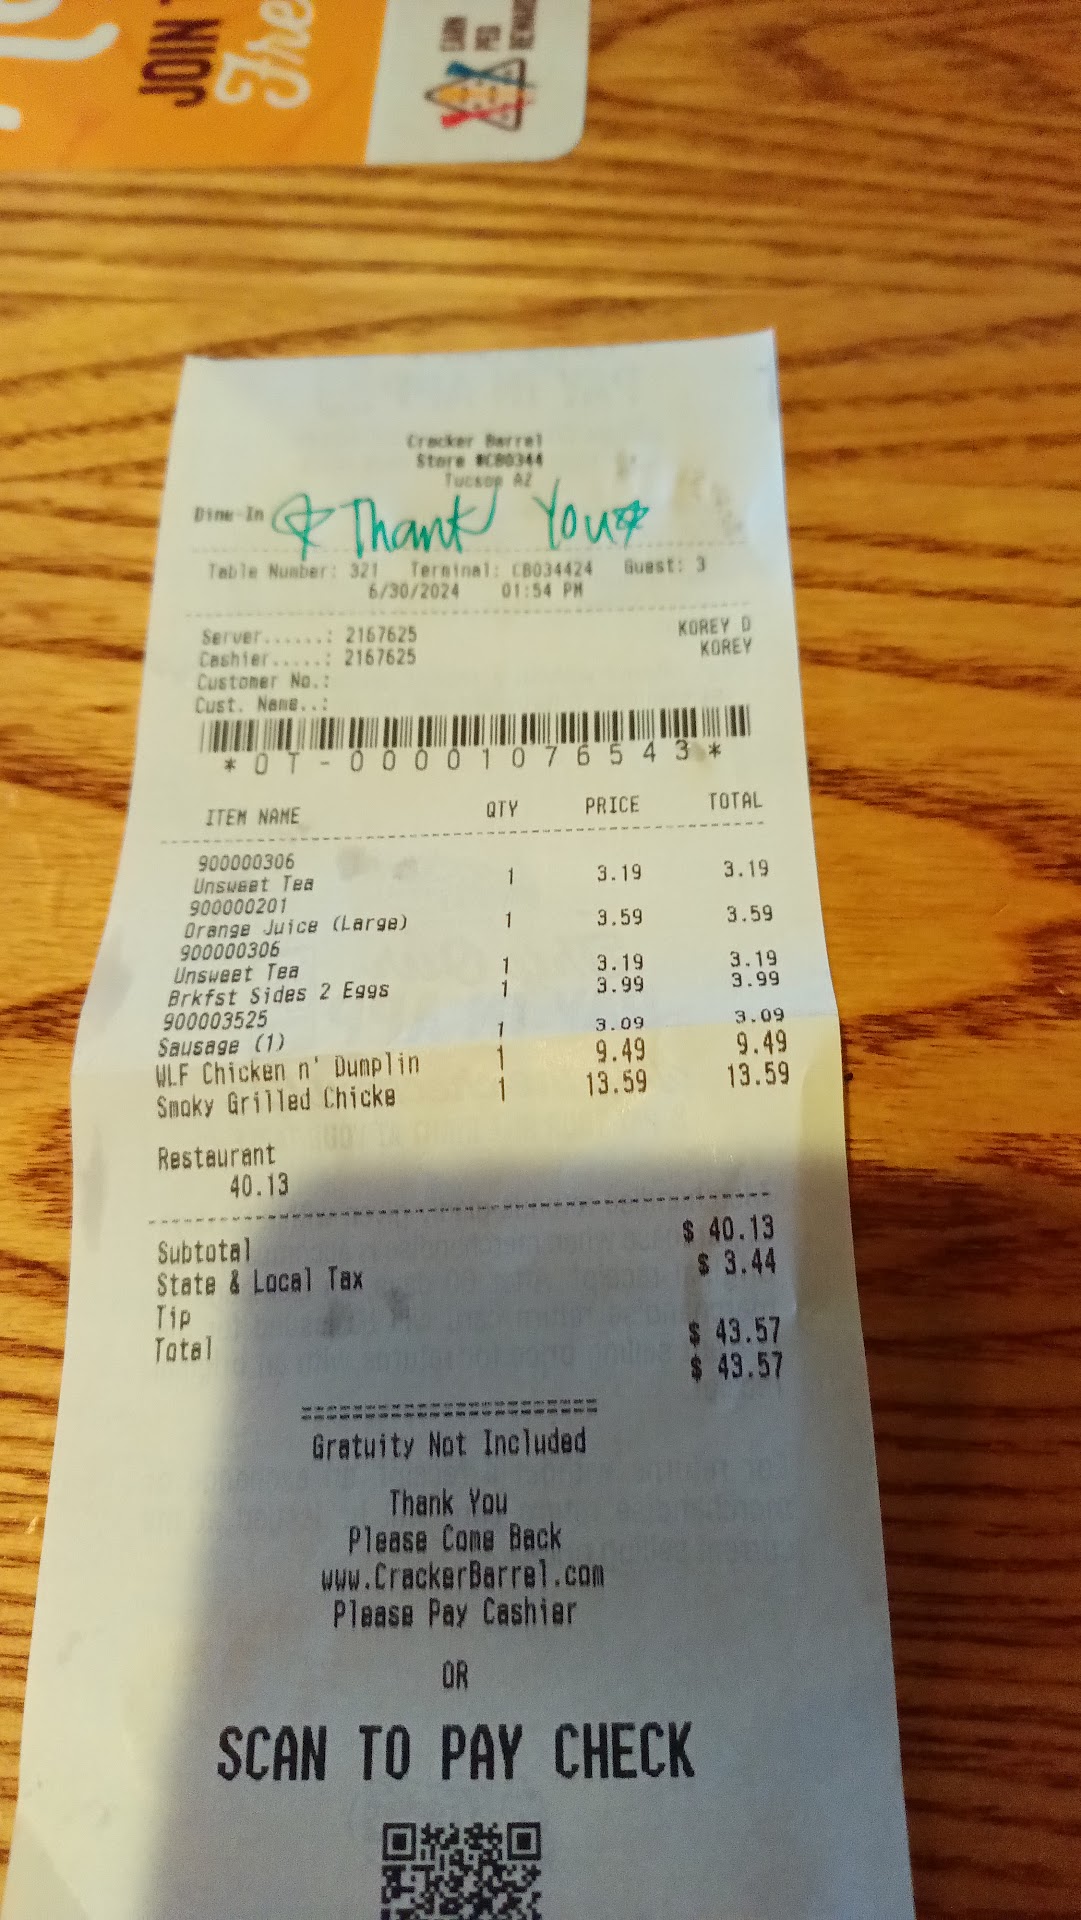 JOIN
Free
EARN
PEG
REWARDS
Cracker Barrel
Store #CB0344
Tucson AZ
Dine-In
Thank You
Table Number: 321 Terminal: CB034424 Guest: 3
6/30/2024 01:54 PM
Server......: 2167625 KOREY D
Cashier.....: 2167625 KOREY
Customer No.:
Cust. Name..:
*OT-00001076543*
ITEM NAME QTY PRICE TOTAL
900000306
Unsweet Tea 1 3.19 3.19
900000201
Orange Juice (Large) 1 3.59 3.59
900000306
Unsweet Tea 1 3.19 3.19
Brkfst Sides 2 Eggs 1 3.99 3.99
900003525
Sausage (1) 1 3.09 3.09
WLF Chicken n' Dumplin 1 9.49 9.49
Smoky Grilled Chicke 1 13.59 13.59
Restaurant
40.13
Subtotal $ 40.13
State & Local Tax $ 3.44
Tip
Total $ 43.57
$ 43.57
=======================
Gratuity Not Included
Thank You
Please Come Back
www.CrackerBarrel.com
Please Pay Cashier
OR
SCAN TO PAY CHECK